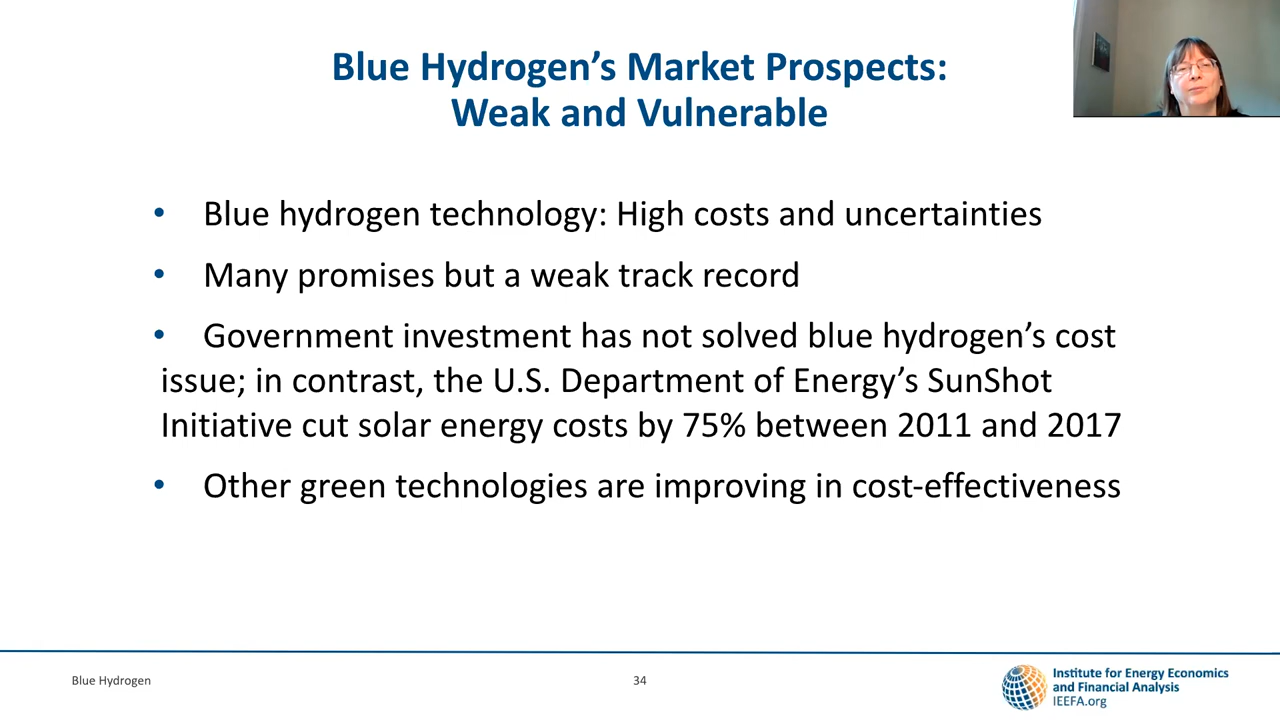 Blue Hydrogen’s Market Prospects:
Weak and Vulnerable
• Blue hydrogen technology: High costs and uncertainties
• Many promises but a weak track record
• Government investment has not solved blue hydrogen’s cost
issue; in contrast, the U.S. Department of Energy’s SunShot
Initiative cut solar energy costs by 75% between 2011 and 2017
• Other green technologies are improving in cost-effectiveness
Blue Hydrogen
34
Institute for Energy Economics
and Financial Analysis
IEEFA.org